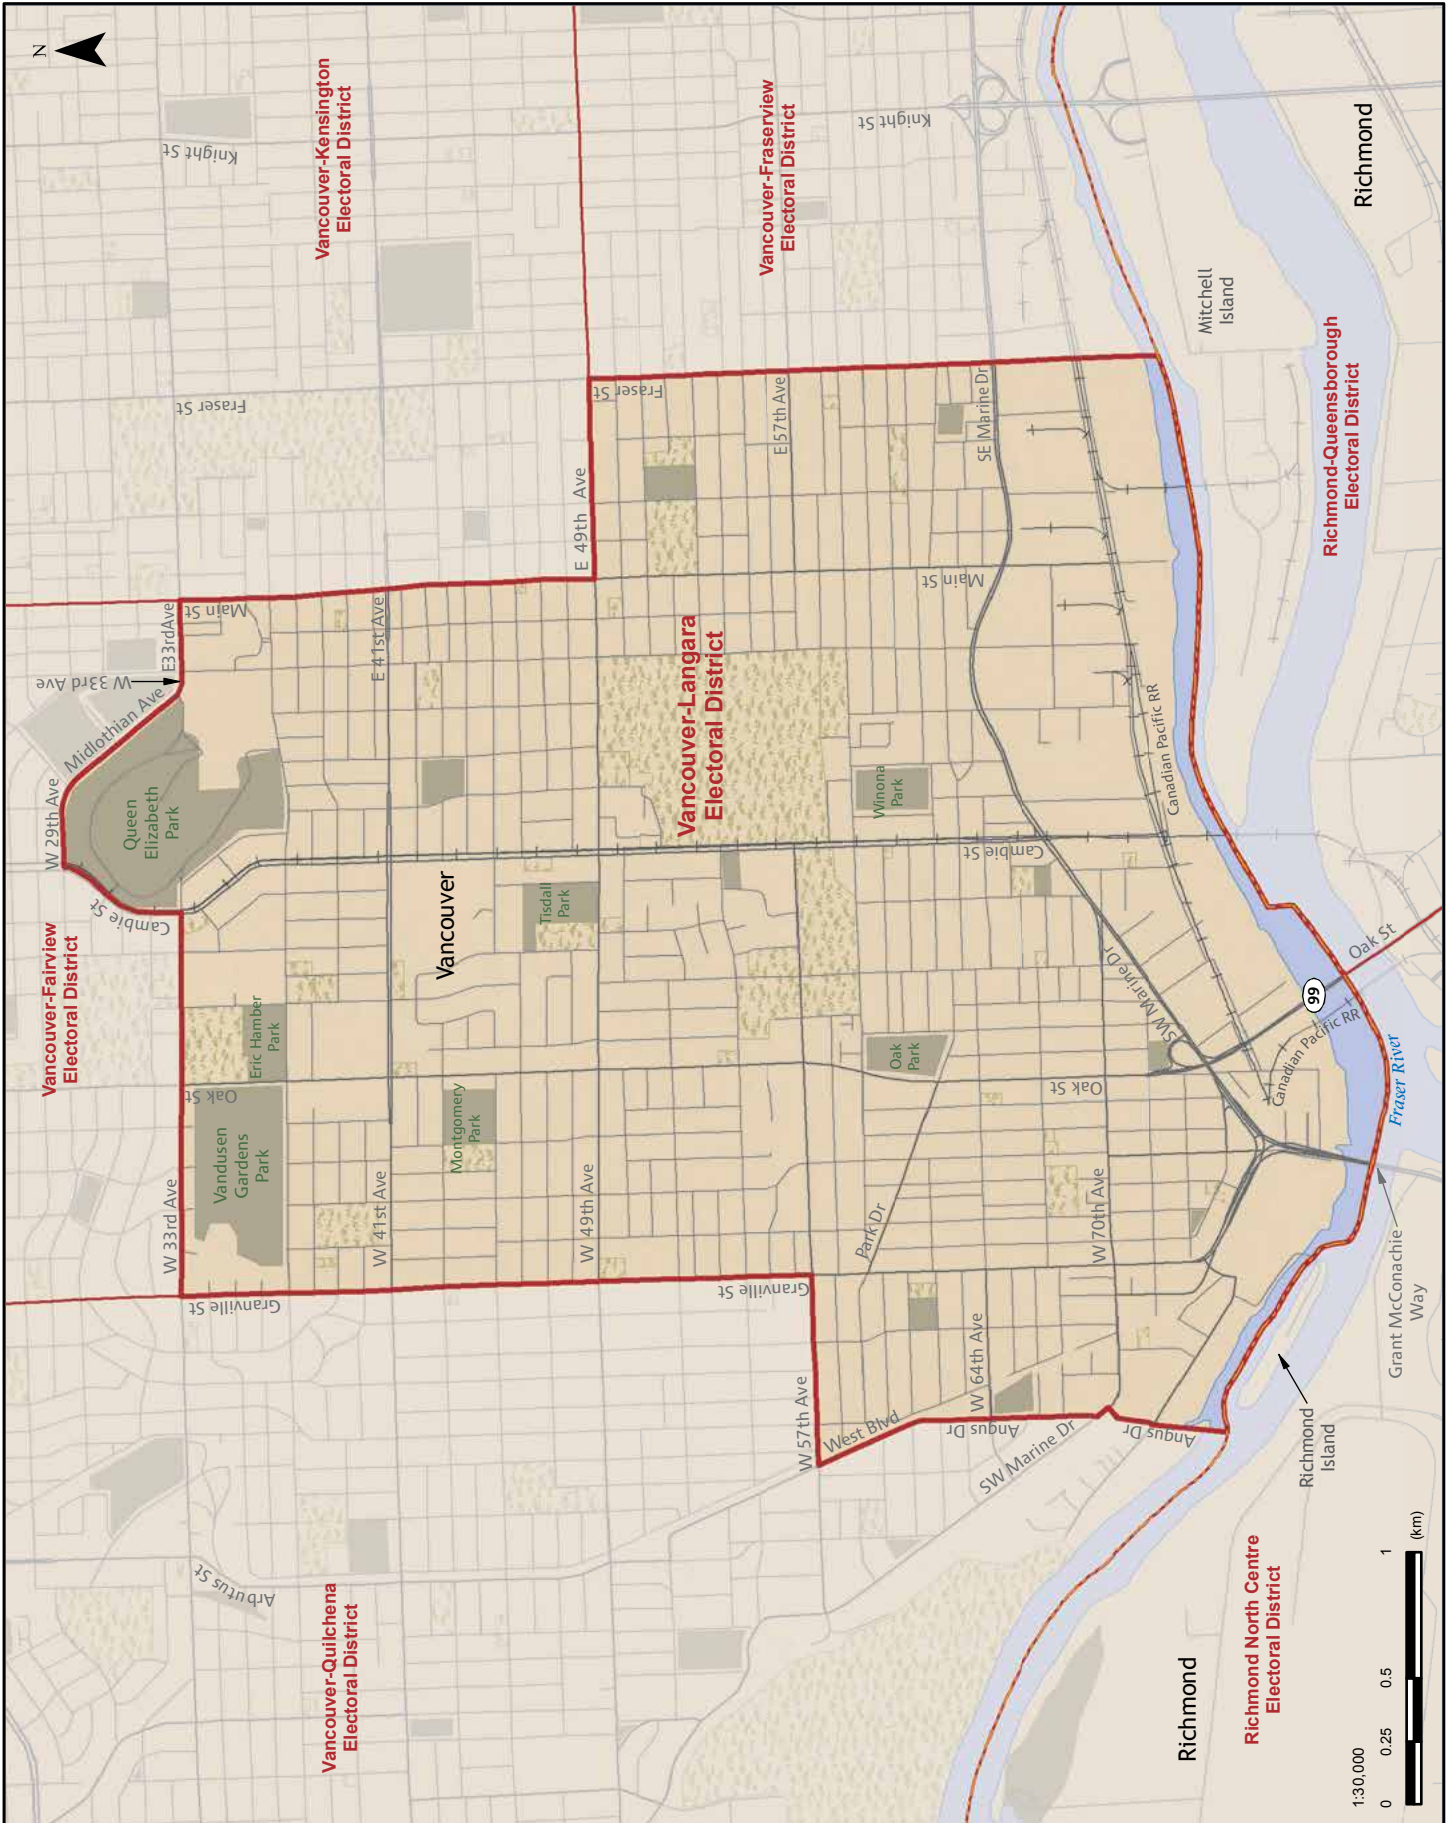 N
Vancouver-Fairview
Electoral District
Vancouver-Kensington
Electoral District
Vancouver-Quilchena
Electoral District
Vancouver-Fraserview
Electoral District
Vancouver-Langara
Electoral District
Richmond-Queensborough
Electoral District
Richmond North Centre
Electoral District
Vancouver
Richmond
Richmond
W 29th Ave
Midlothian Ave
W 33rd Ave
E33rdAve
W 33rd Ave
Knight St
Knight St
Fraser St
Fraser St
Main St
Main St
Cambie St
Cambie St
Oak St
Oak St
Oak St
Granville St
Granville St
Arbutus St
Queen
Elizabeth
Park
Eric Hamber
Park
Vandusen
Gardens
Park
W 41st Ave
E 41st Ave
Montgomery
Park
Tisdall
Park
W 49th Ave
E 49th Ave
W 57th Ave
E 57th Ave
West Blvd
Park Dr
Oak
Park
Winona
Park
W 64th Ave
Angus Dr
Angus Dr
SW Marine Dr
SW Marine Dr
SE Marine Dr
W 70th Ave
Canadian Pacific RR
Canadian Pacific RR
99
Fraser River
Mitchell
Island
Richmond
Island
Grant McConachie
Way
1:30,000
0
0.25
0.5
1
(km)